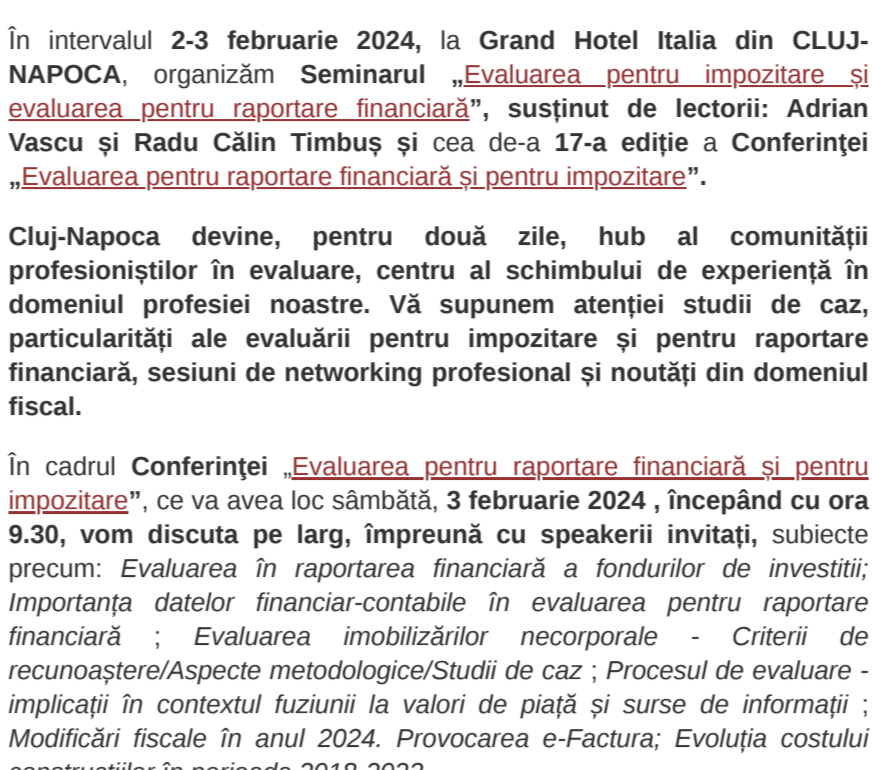 În intervalul 2-3 februarie 2024, la Grand Hotel Italia din CLUJ-
NAPOCA, organizăm Seminarul „Evaluarea pentru impozitare și
evaluarea pentru raportare financiară”, susținut de lectorii: Adrian
Vascu și Radu Călin Timbuș și cea de-a 17-a ediție a Conferinţei
„Evaluarea pentru raportare financiară și pentru impozitare”.
Cluj-Napoca devine, pentru două zile, hub al comunității
profesioniștilor în evaluare, centru al schimbului de experiență în
domeniul profesiei noastre. Vă supunem atenției studii de caz,
particularități ale evaluării pentru impozitare și pentru raportare
financiară, sesiuni de networking profesional și noutăți din domeniul
fiscal.
În cadrul Conferinţei „Evaluarea pentru raportare financiară și pentru
impozitare”, ce va avea loc sâmbătă, 3 februarie 2024 , începând cu ora
9.30, vom discuta pe larg, împreună cu speakerii invitați, subiecte
precum: Evaluarea în raportarea financiară a fondurilor de investitii;
Importanța datelor financiar-contabile în evaluarea pentru raportare
financiară ; Evaluarea imobilizărilor necorporale - Criterii de
recunoaștere/Aspecte metodologice/Studii de caz ; Procesul de evaluare -
implicații în contextul fuziunii la valori de piață și surse de informații ;
Modificări fiscale în anul 2024. Provocarea e-Factura; Evoluția costului